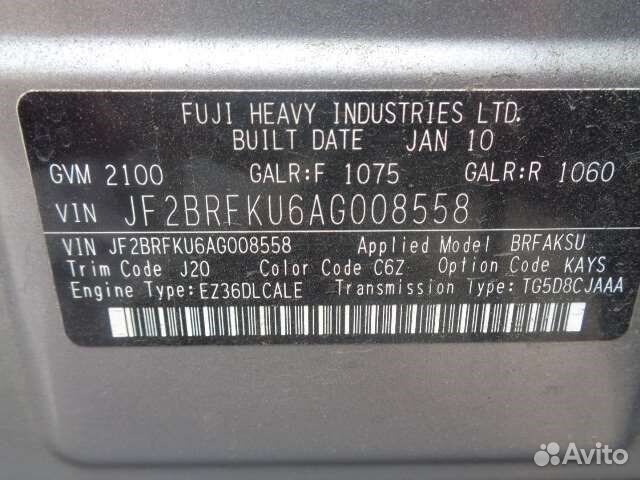 FUJI HEAVY INDUSTRIES LTD.
BUILT DATE JAN 10
GVM 2100 GALR:F 1075 GALR:R 1060
VIN JF2BRFKU6AG008558
VIN JF2BRFKU6AG008558 Applied Model BRFAKSU
Trim Code J20 Color Code C6Z Option Code KAYS
Engine Type:EZ36DLCALE Transmission Type:TG5D8CJAAA
Avito